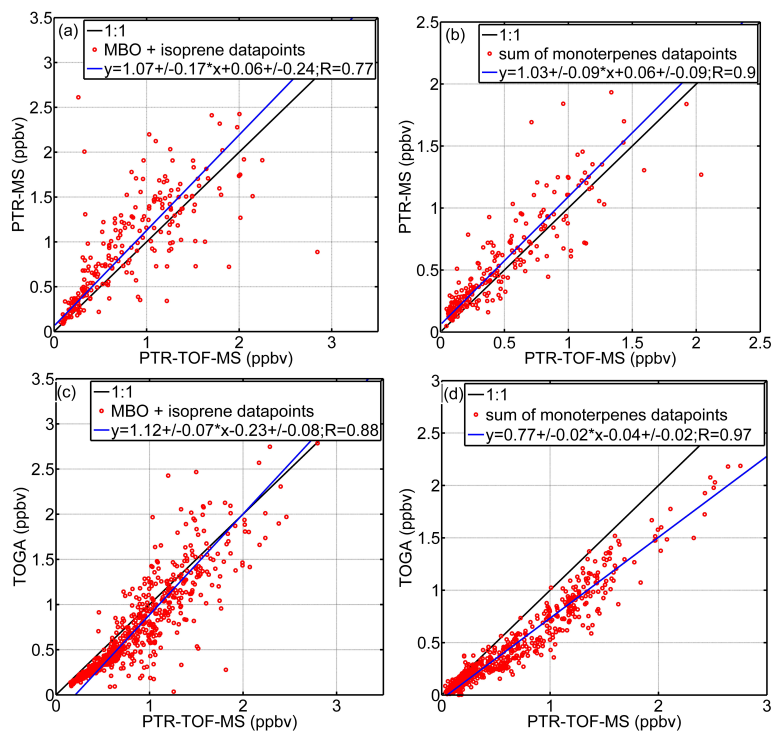 (a)
1:1
MBO + isoprene datapoints
y=1.07+/-0.17*x+0.06+/-0.24;R=0.77
3.5
3
2.5
2
1.5
1
0.5
0
PTR-MS (ppbv)
0
1
2
3
PTR-TOF-MS (ppbv)
(b)
1:1
sum of monoterpenes datapoints
y=1.03+/-0.09*x+0.06+/-0.09;R=0.9
2.5
2
1.5
1
0.5
0
PTR-MS (ppbv)
0.5
1
1.5
2
2.5
PTR-TOF-MS (ppbv)
(c)
1:1
MBO + isoprene datapoints
y=1.12+/-0.07*x-0.23+/-0.08;R=0.88
3.5
3
2.5
2
1.5
1
0.5
0
TOGA (ppbv)
0
1
2
3
PTR-TOF-MS (ppbv)
(d)
1:1
sum of monoterpenes datapoints
y=0.77+/-0.02*x-0.04+/-0.02;R=0.97
3
2.5
2
1.5
1
0.5
0
TOGA (ppbv)
0
1
2
3
PTR-TOF-MS (ppbv)